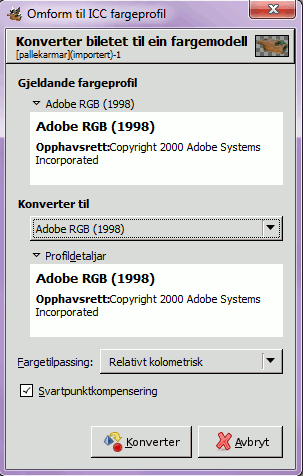 Omform til ICC fargeprofil
Konverter biletet til ein fargemodell
[pallekarmar](importert)-1
Gjeldande fargeprofil
Adobe RGB (1998)
Adobe RGB (1998)
Opphavsrett:Copyright 2000 Adobe Systems
Incorporated
Konverter til
Adobe RGB (1998)
Profildetaljar
Adobe RGB (1998)
Opphavsrett:Copyright 2000 Adobe Systems
Incorporated
Fargetilpassing: Relativt kolometrisk
Svartpunktkompensering
Konverter Avbryt